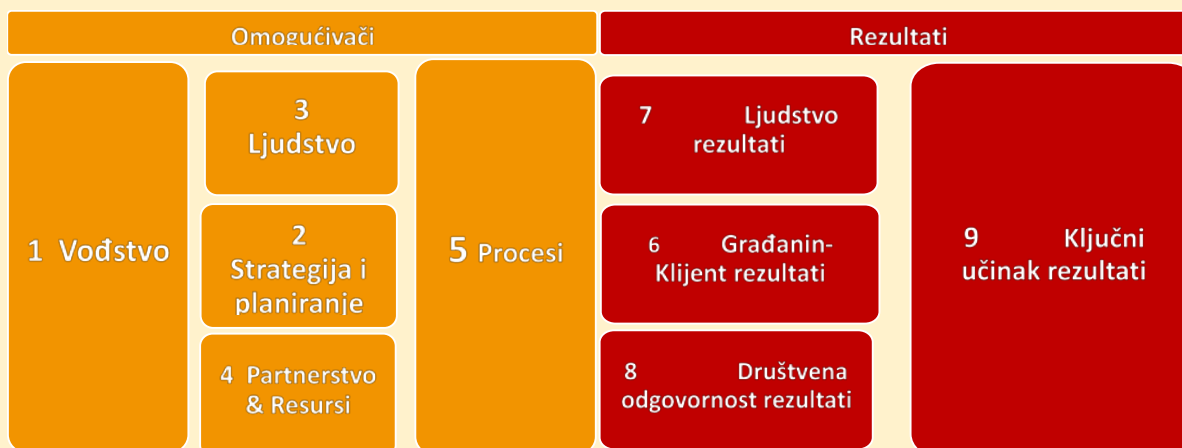 Omogućivači
Rezultati
1 Vođstvo
3
Ljudstvo
2
Strategija i
planiranje
4 Partnerstvo
& Resursi
5 Procesi
7 Ljudstvo
rezultati
6 Građanin-
Klijent rezultati
8 Društvena
odgovornost rezultati
9 Ključni
učinak rezultati